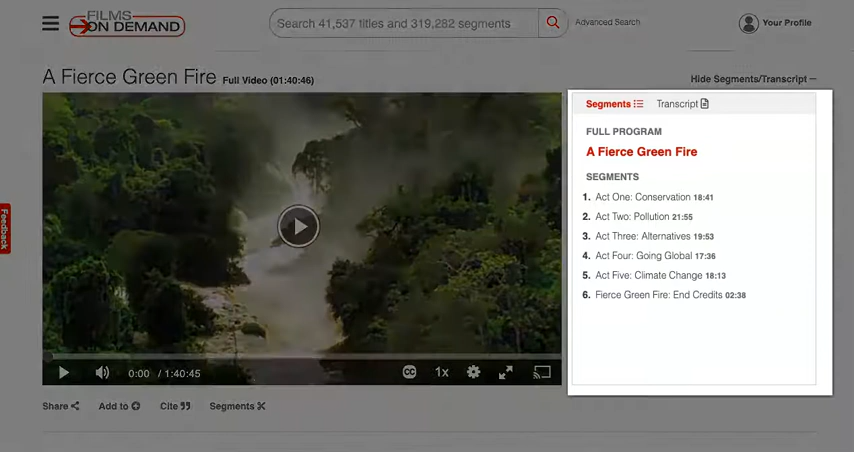 FILMS
ON DEMAND
Search 41,537 titles and 319,282 segments
Advanced Search
Your Profile
A Fierce Green Fire Full Video (01:40:46)
Hide Segments/Transcript —
Segments
Transcript
FULL PROGRAM
A Fierce Green Fire
SEGMENTS
1. Act One: Conservation 18:41
2. Act Two: Pollution 21:55
3. Act Three: Alternatives 19:53
4. Act Four: Going Global 17:36
5. Act Five: Climate Change 18:13
6. Fierce Green Fire: End Credits 02:38
Feedback
0:00 / 1:40:45
CC
1x
Share
Add to
Cite
Segments